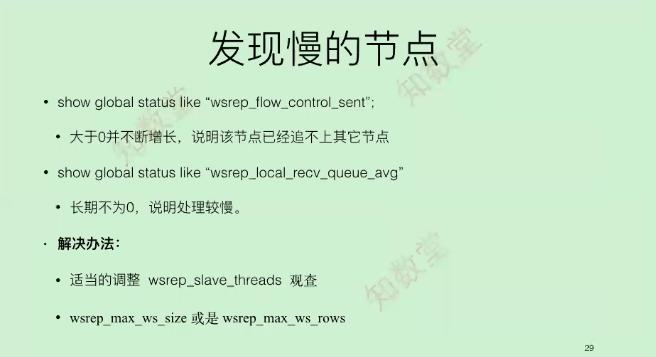 发现慢的节点
• show global status like “wsrep_flow_control_sent”;
• 大于0并不断增长，说明该节点已经追不上其它节点
• show global status like “wsrep_local_recv_queue_avg”
• 长期不为0，说明处理较慢。
• 解决办法：
• 适当的调整 wsrep_slave_threads 观查
• wsrep_max_ws_size 或是 wsrep_max_ws_rows
知数堂
知数堂
知数堂
29